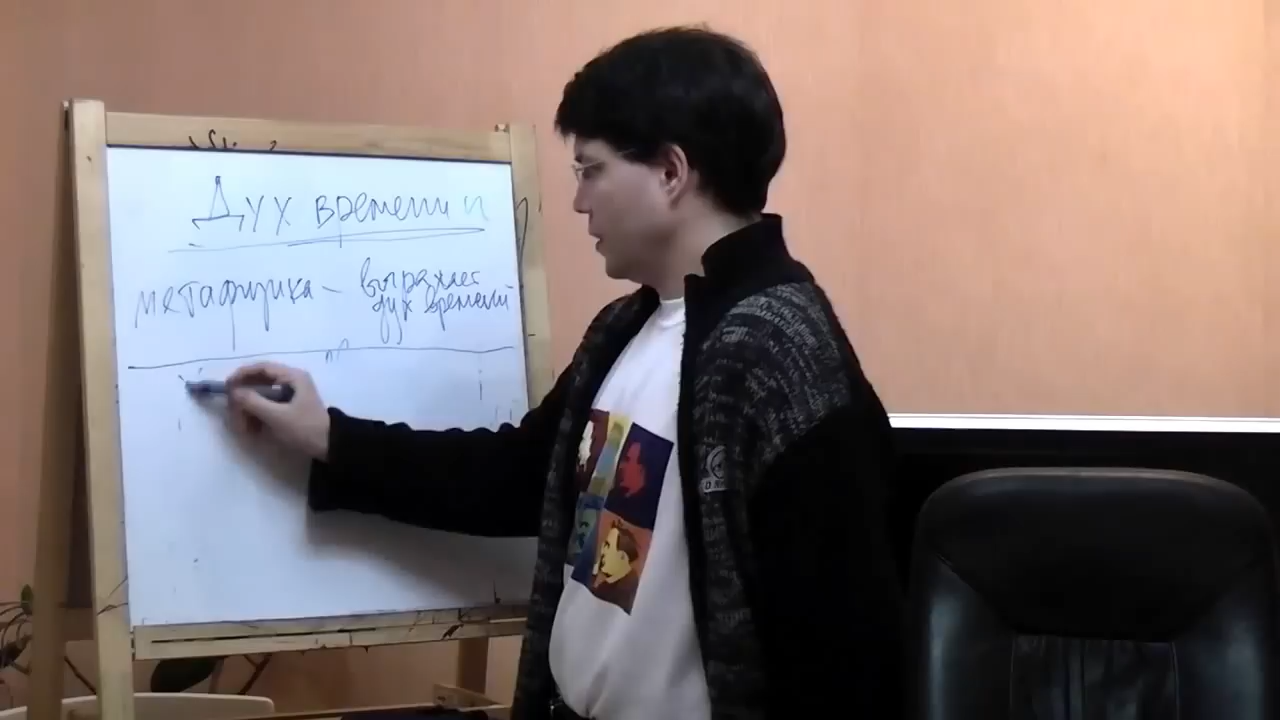 Дух времени
метафизика – выражает
дух времени